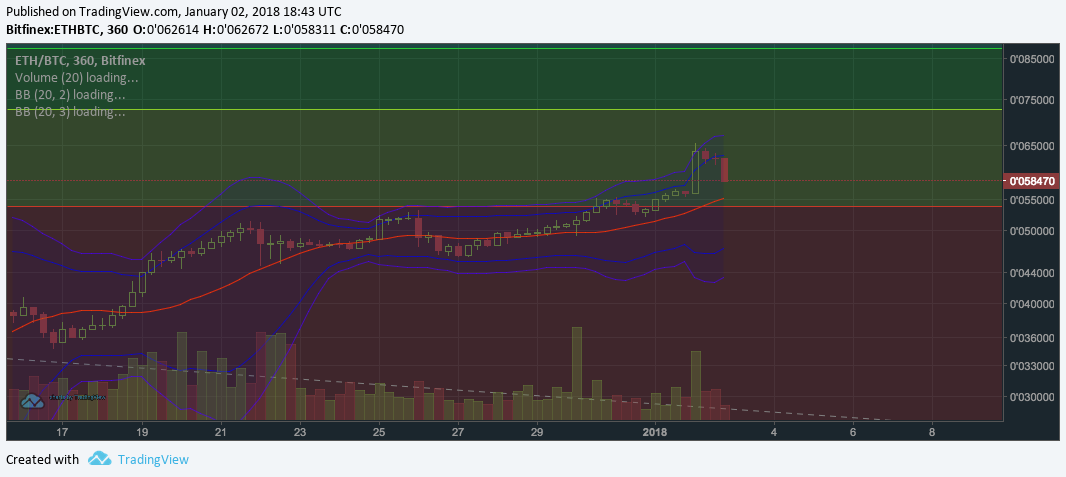 Published on TradingView.com, January 02, 2018 18:43 UTC
Bitfinex:ETHBTC, 360 O:0'062614 H:0'062672 L:0'058311 C:0'058470
ETH/BTC, 360, Bitfinex
Volume (20) loading...
BB (20, 2) loading...
BB (20, 3) loading...
0'085000
0'075000
0'065000
0'058470
0'055000
0'050000
0'044000
0'040000
0'036000
0'033000
0'030000
17 19 21 23 25 27 29 2018 4 6 8
Created with TradingView